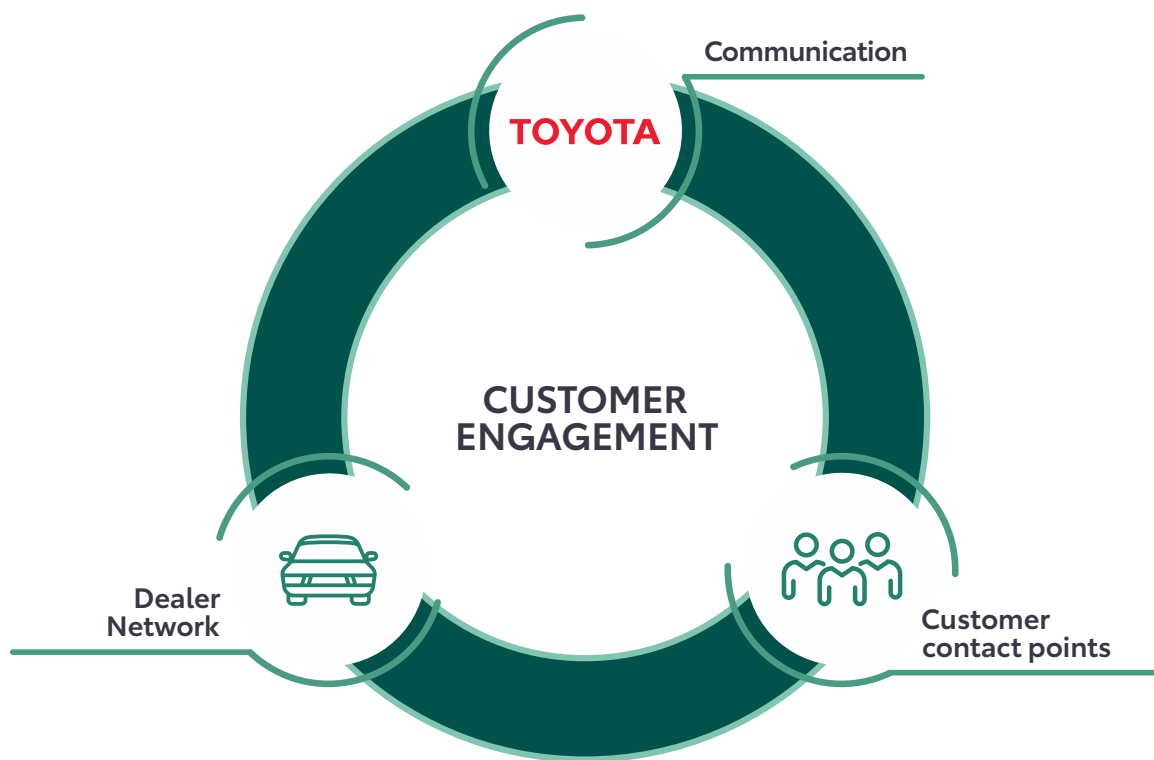 Communication
TOYOTA
CUSTOMER
ENGAGEMENT
Dealer
Network
Customer
contact points